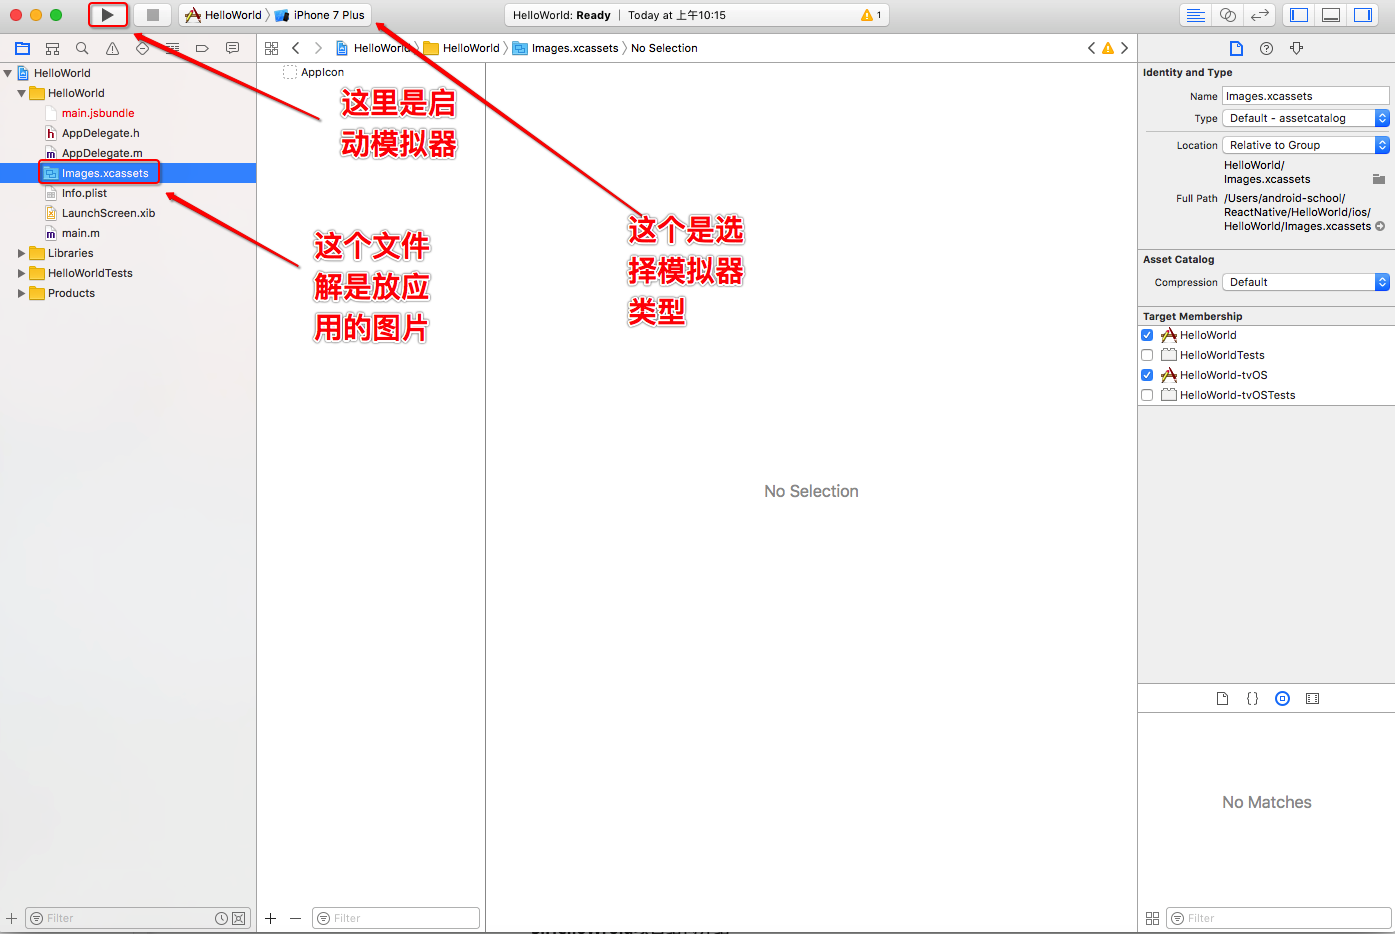 HelloWorld
iPhone 7 Plus
HelloWorld: Ready | Today at 上午10:15
1
HelloWorld
HelloWorld
Images.xcassets
No Selection
HelloWorld
HelloWorld
main.jsbundle
AppDelegate.h
AppDelegate.m
Images.xcassets
Info.plist
LaunchScreen.xib
main.m
Libraries
HelloWorldTests
Products
Filter
AppIcon
这里是启
动模拟器
这个文件
解是放应
用的图片
这个是选
择模拟器
类型
Filter
No Selection
Identity and Type
Name Images.xcassets
Type Default - assetcatalog
Location Relative to Group
HelloWorld/
Images.xcassets
Full Path /Users/android-school/
ReactNative/HelloWorld/ios/
HelloWorld/Images.xcassets
Asset Catalog
Compression Default
Target Membership
HelloWorld
HelloWorldTests
HelloWorld-tvOS
HelloWorld-tvOSTests
No Matches
Filter